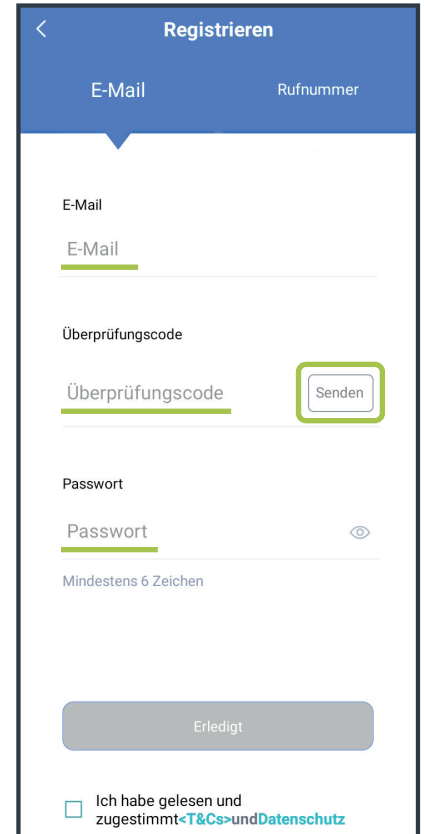 Registrieren
E-Mail Rufnummer
E-Mail
E-Mail
Überprüfungscode
Überprüfungscode Senden
Passwort
Passwort
Mindestens 6 Zeichen
Erledigt
Ich habe gelesen und
zugestimmt<T&Cs>undDatenschutz